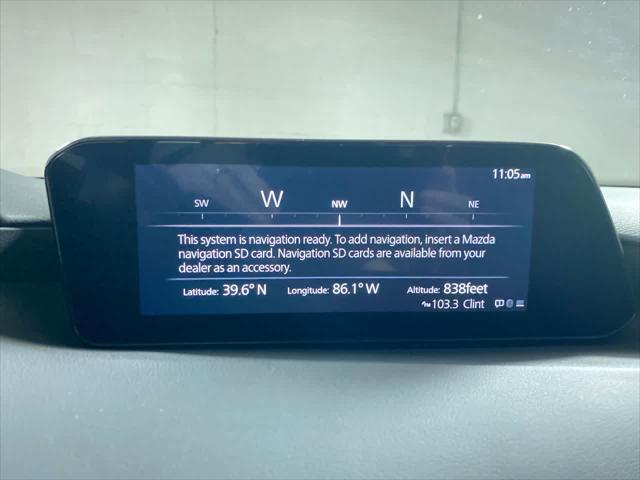 11:05am
SW W NW N NE
This system is navigation ready. To add navigation, insert a Mazda
navigation SD card. Navigation SD cards are available from your
dealer as an accessory.
Latitude: 39.6° N Longitude: 86.1° W Altitude: 838feet
103.3 Clint